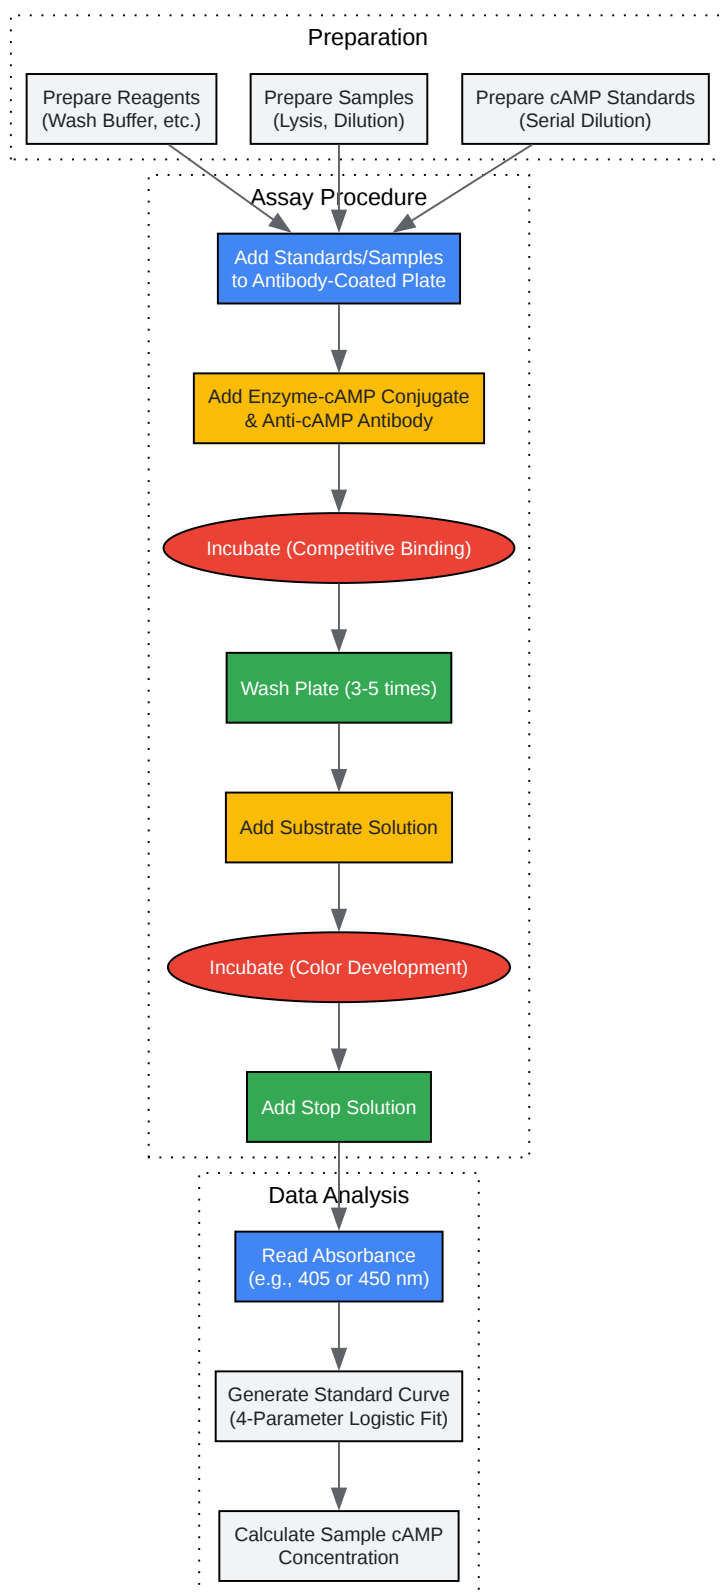 Preparation
Prepare Reagents
(Wash Buffer, etc.)
Prepare Samples
(Lysis, Dilution)
Prepare cAMP Standards
(Serial Dilution)
Assay Procedure
Add Standards/Samples
to Antibody-Coated Plate
Add Enzyme-cAMP Conjugate
& Anti-cAMP Antibody
Incubate (Competitive Binding)
Wash Plate (3-5 times)
Add Substrate Solution
Incubate (Color Development)
Add Stop Solution
Data Analysis
Read Absorbance
(e.g., 405 or 450 nm)
Generate Standard Curve
(4-Parameter Logistic Fit)
Calculate Sample cAMP
Concentration